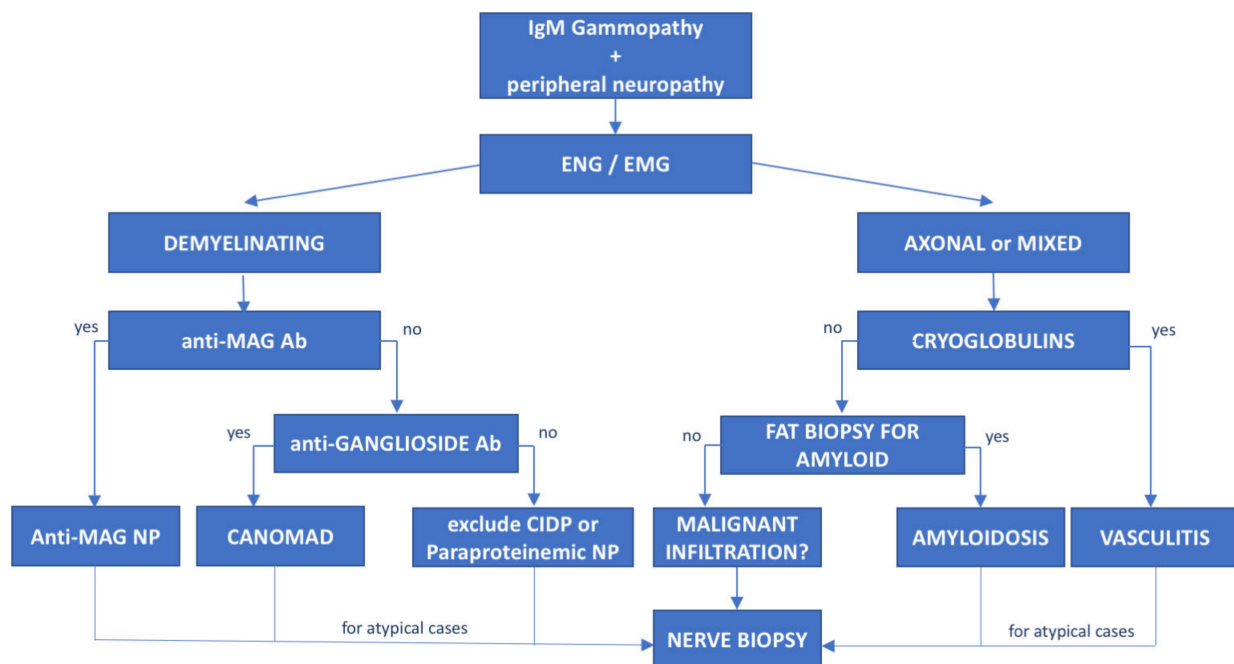 IgM Gammopathy
+
peripheral neuropathy
ENG / EMG
DEMYELINATING
AXONAL or MIXED
yes
anti-MAG Ab
no
no
CRYOGLOBULINS
yes
yes
anti-GANGLIOSIDE Ab
no
no
FAT BIOPSY FOR
AMYLOID
yes
Anti-MAG NP
CANOMAD
exclude CIDP or
Paraproteinemic NP
MALIGNANT
INFILTRATION?
AMYLOIDOSIS
VASCULITIS
for atypical cases
NERVE BIOPSY
for atypical cases